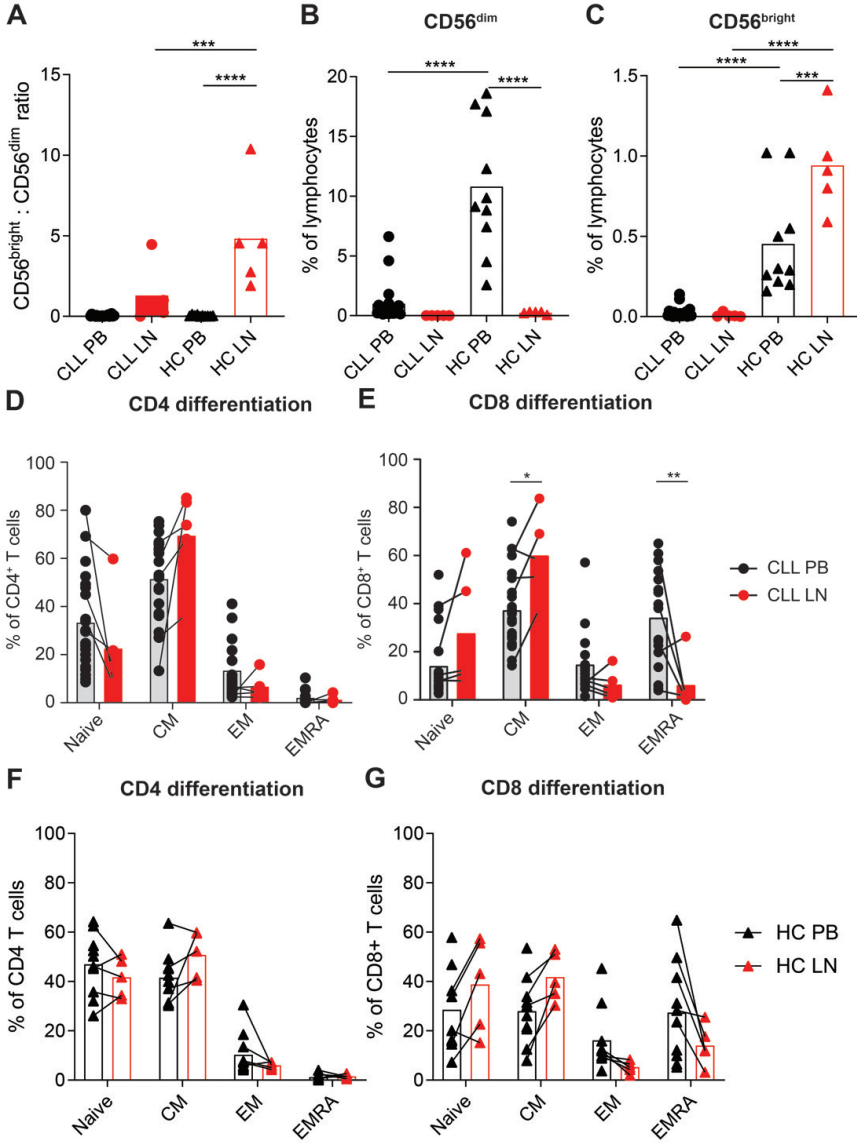 A
***
****
CD56bright : CD56dim ratio
15
10
5
0
CLL PB
CLL LN
HC PB
HC LN
B
CD56dim
****
****
% of lymphocytes
20
15
10
5
0
CLL PB
CLL LN
HC PB
HC LN
C
CD56bright
****
****
***
% of lymphocytes
1.5
1.0
0.5
0.0
CLL PB
CLL LN
HC PB
HC LN
D
CD4 differentiation
% of CD4+ T cells
100
80
60
40
20
0
Naive
CM
EM
EMRA
E
CD8 differentiation
*
**
% of CD8+ T cells
100
80
60
40
20
0
Naive
CM
EM
EMRA
CLL PB
CLL LN
F
CD4 differentiation
% of CD4 T cells
100
80
60
40
20
0
Naive
CM
EM
EMRA
G
CD8 differentiation
% of CD8+ T cells
100
80
60
40
20
0
Naive
CM
EM
EMRA
HC PB
HC LN